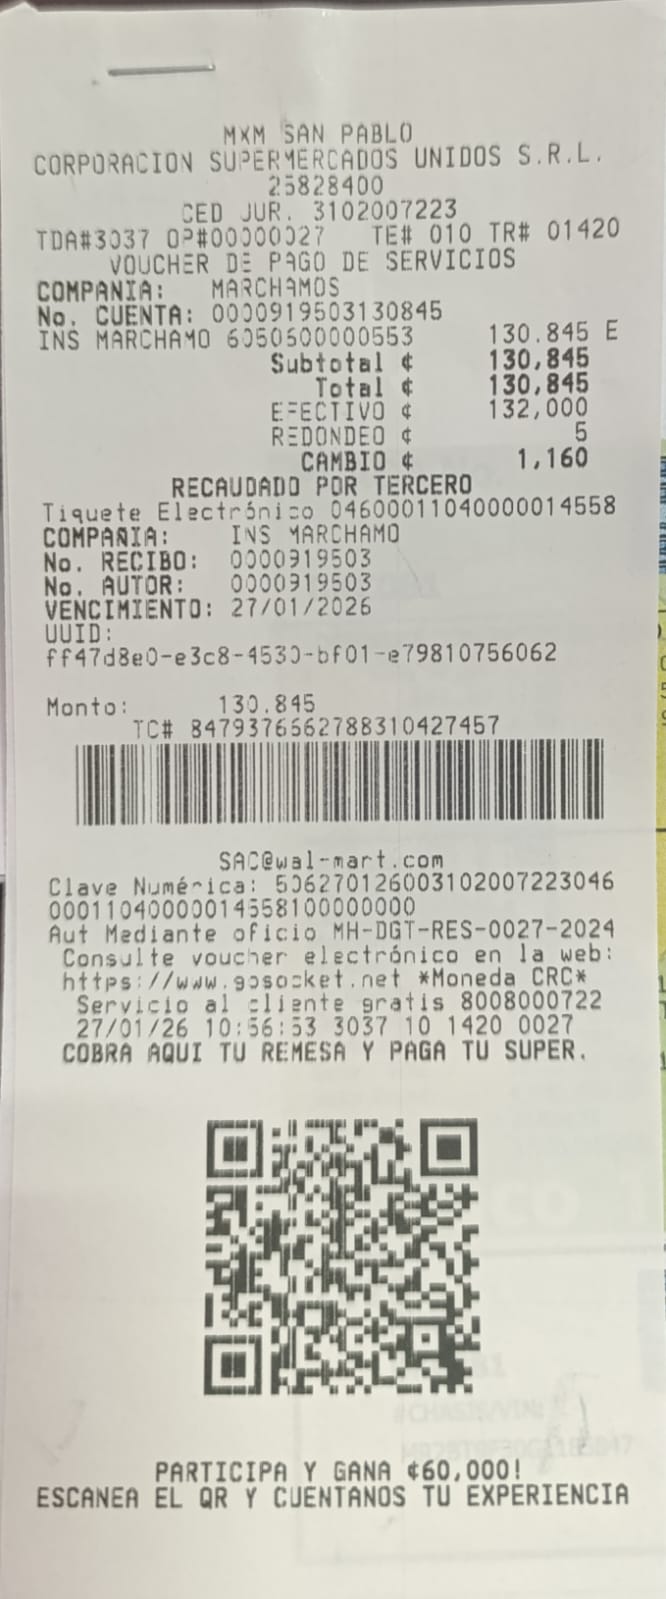 MXM SAN PABLO
CORPORACION SUPERMERCADOS UNIDOS S.R.L.
25828400
CED JUR. 3102007223
TDA#3037 OP#00000027 TE# 010 TR# 01420
VOUCHER DE PAGO DE SERVICIOS
COMPANIA: MARCHAMOS
No. CUENTA: 0000919503130845
INS MARCHAMO 6050600000553 130.845 E
Subtotal ¢ 130,845
Total ¢ 130,845
EFECTIVO ¢ 132,000
REDONDEO ¢ 5
CAMBIO ¢ 1,160
RECAUDADO POR TERCERO
Tiquete Electrónico 04600011040000014558
COMPAÑIA: INS MARCHAMO
No. RECIBO: 0000919503
No. AUTOR: 0000919503
VENCIMIENTO: 27/01/2026
UUID:
ff47d8e0-e3c8-4530-bf01-e79810756062
Monto: 130.845
TC# 8479376662788310427457
SAC@wal-mart.com
Clave Numérica: 506270126003102007223046
00011040000014558100000000
Aut Mediante oficio MH-DGT-RES-0027-2024
Consulte voucher electrónico en la web:
https://www.gosocket.net *Moneda CRC*
Servicio al cliente gratis 8008000722
27/01/26 10:56:53 3037 10 1420 0027
COBRA AQUI TU REMESA Y PAGA TU SUPER.
PARTICIPA Y GANA ¢60,000!
ESCANEA EL QR Y CUENTANOS TU EXPERIENCIA